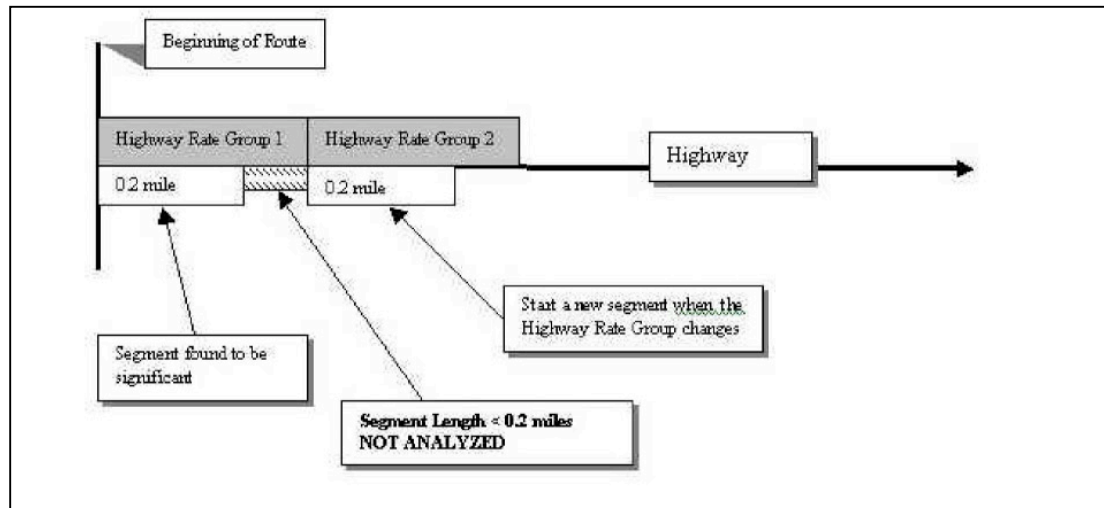 Beginning of Route
Highway Rate Group 1
Highway Rate Group 2
Highway
0.2 mile
0.2 mile
Start a new segment when the
Highway Rate Group changes
Segment found to be
significant
Segment Length < 0.2 miles
NOT ANALYZED